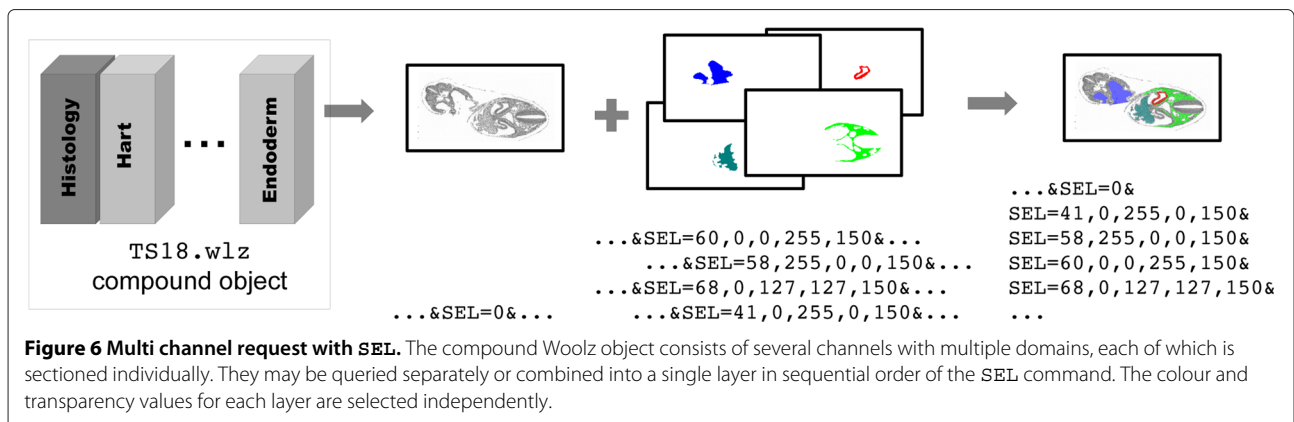 Histology
Hart
...
Endoderm
TS18.wlz
compound object
...&SEL=0&...
...&SEL=60,0,0,255,150&...
...&SEL=58,255,0,0,150&...
...&SEL=68,0,127,127,150&...
...&SEL=41,0,255,0,150&...
...&SEL=0&
SEL=41,0,255,0,150&
SEL=58,255,0,0,150&
SEL=60,0,0,255,150&
SEL=68,0,127,127,150&
...
Figure 6 Multi channel request with SEL. The compound Woolz object consists of several channels with multiple domains, each of which is
sectioned individually. They may be queried separately or combined into a single layer in sequential order of the SEL command. The colour and
transparency values for each layer are selected independently.